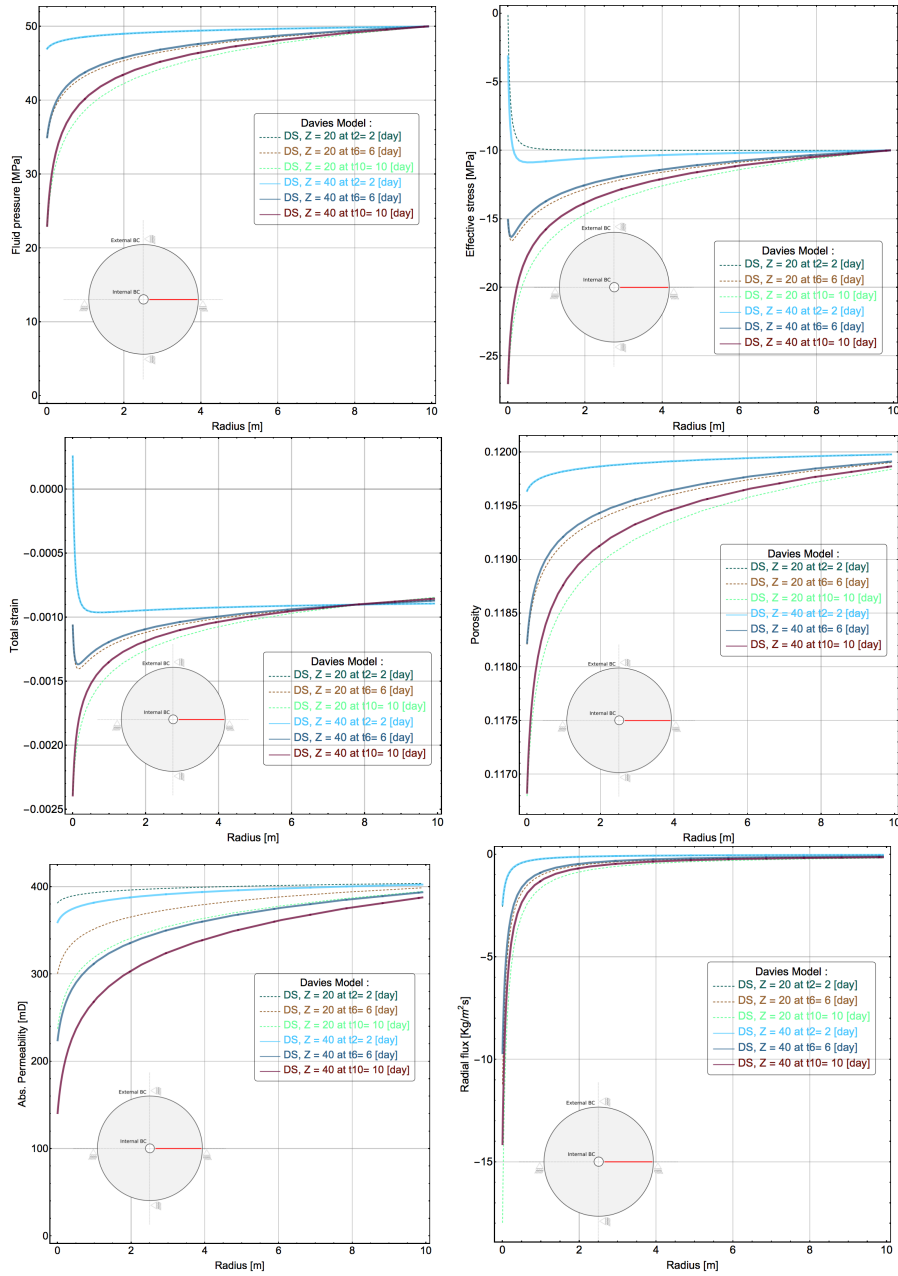 50
40
30
20
10
0
Fluid pressure [MPa]
0 2 4 6 8 10
Radius [m]
Davies Model :
DS, Z = 20 at t2= 2 [day]
DS, Z = 20 at t6= 6 [day]
DS, Z = 20 at t10= 10 [day]
DS, Z = 40 at t2= 2 [day]
DS, Z = 40 at t6= 6 [day]
DS, Z = 40 at t10= 10 [day]
External BC
Internal BC
0
−5
−10
−15
−20
−25
Effective stress [MPa]
0 2 4 6 8 10
Radius [m]
External BC
Internal BC
Davies Model :
DS, Z = 20 at t2= 2 [day]
DS, Z = 20 at t6= 6 [day]
DS, Z = 20 at t10= 10 [day]
DS, Z = 40 at t2= 2 [day]
DS, Z = 40 at t6= 6 [day]
DS, Z = 40 at t10= 10 [day]
0.0000
−0.0005
−0.0010
−0.0015
−0.0020
−0.0025
Total strain
0 2 4 6 8 10
Radius [m]
External BC
Internal BC
Davies Model :
DS, Z = 20 at t2= 2 [day]
DS, Z = 20 at t6= 6 [day]
DS, Z = 20 at t10= 10 [day]
DS, Z = 40 at t2= 2 [day]
DS, Z = 40 at t6= 6 [day]
DS, Z = 40 at t10= 10 [day]
0.1200
0.1195
0.1190
0.1185
0.1180
0.1175
0.1170
Porosity
0 2 4 6 8 10
Radius [m]
Davies Model :
DS, Z = 20 at t2= 2 [day]
DS, Z = 20 at t6= 6 [day]
DS, Z = 20 at t10= 10 [day]
DS, Z = 40 at t2= 2 [day]
DS, Z = 40 at t6= 6 [day]
DS, Z = 40 at t10= 10 [day]
External BC
Internal BC
400
300
200
100
0
Abs. Permeability [mD]
0 2 4 6 8 10
Radius [m]
Davies Model :
DS, Z = 20 at t2= 2 [day]
DS, Z = 20 at t6= 6 [day]
DS, Z = 20 at t10= 10 [day]
DS, Z = 40 at t2= 2 [day]
DS, Z = 40 at t6= 6 [day]
DS, Z = 40 at t10= 10 [day]
External BC
Internal BC
0
−5
−10
−15
Radial flux [Kg/m²s]
0 2 4 6 8 10
Radius [m]
Davies Model :
DS, Z = 20 at t2= 2 [day]
DS, Z = 20 at t6= 6 [day]
DS, Z = 20 at t10= 10 [day]
DS, Z = 40 at t2= 2 [day]
DS, Z = 40 at t6= 6 [day]
DS, Z = 40 at t10= 10 [day]
External BC
Internal BC